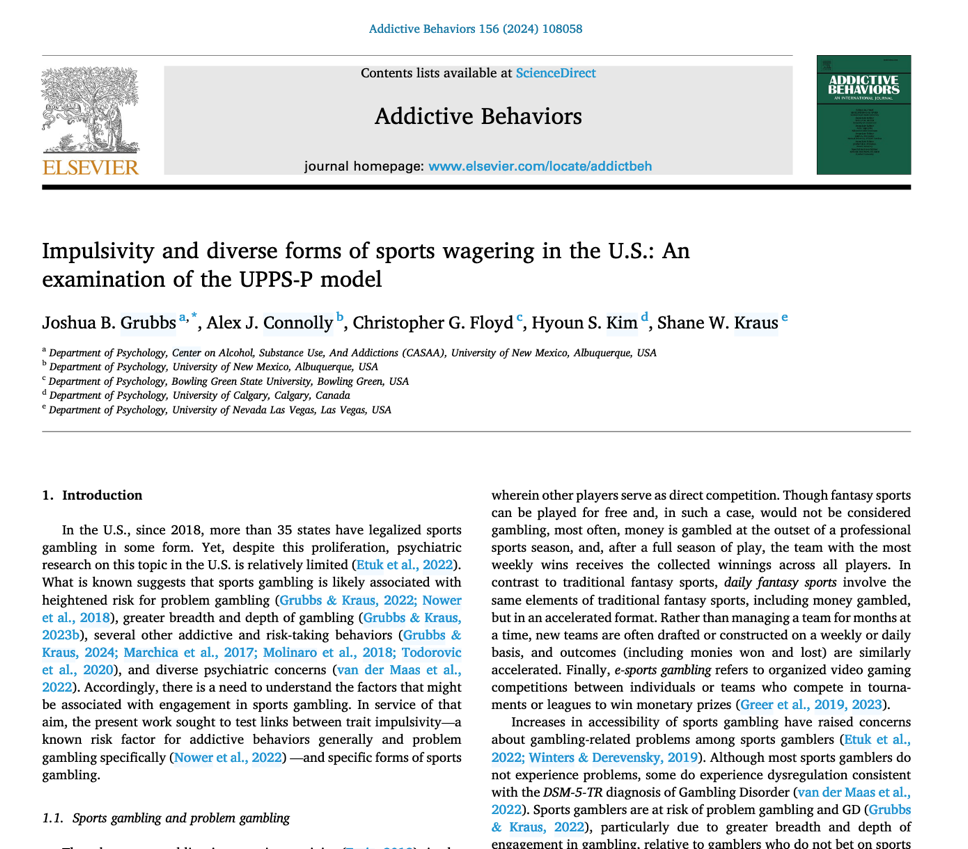 Addictive Behaviors 156 (2024) 108058
Contents lists available at ScienceDirect
Addictive Behaviors
journal homepage: www.elsevier.com/locate/addictbeh
ELSEVIER
ADDICTIVE
BEHAVIORS
AN INTERNATIONAL JOURNAL
Impulsivity and diverse forms of sports wagering in the U.S.: An
examination of the UPPS-P model
Joshua B. Grubbs a,*, Alex J. Connolly b, Christopher G. Floyd c, Hyoun S. Kim d, Shane W. Kraus e
a Department of Psychology, Center on Alcohol, Substance Use, And Addictions (CASAA), University of New Mexico, Albuquerque, USA
b Department of Psychology, University of New Mexico, Albuquerque, USA
c Department of Psychology, Bowling Green State University, Bowling Green, USA
d Department of Psychology, University of Calgary, Calgary, Canada
e Department of Psychology, University of Nevada Las Vegas, Las Vegas, USA
1. Introduction
In the U.S., since 2018, more than 35 states have legalized sports
gambling in some form. Yet, despite this proliferation, psychiatric
research on this topic in the U.S. is relatively limited (Etuk et al., 2022).
What is known suggests that sports gambling is likely associated with
heightened risk for problem gambling (Grubbs & Kraus, 2022; Nower
et al., 2018), greater breadth and depth of gambling (Grubbs & Kraus,
2023b), several other addictive and risk-taking behaviors (Grubbs &
Kraus, 2024; Marchica et al., 2017; Molinaro et al., 2018; Todorovic
et al., 2020), and diverse psychiatric concerns (van der Maas et al.,
2022). Accordingly, there is a need to understand the factors that might
be associated with engagement in sports gambling. In service of that
aim, the present work sought to test links between trait impulsivity—a
known risk factor for addictive behaviors generally and problem
gambling specifically (Nower et al., 2022) —and specific forms of sports
gambling.
1.1. Sports gambling and problem gambling
wherein other players serve as direct competition. Though fantasy sports
can be played for free and, in such a case, would not be considered
gambling, most often, money is gambled at the outset of a professional
sports season, and, after a full season of play, the team with the most
weekly wins receives the collected winnings across all players. In
contrast to traditional fantasy sports, daily fantasy sports involve the
same elements of traditional fantasy sports, including money gambled,
but in an accelerated format. Rather than managing a team for months at
a time, new teams are often drafted or constructed on a weekly or daily
basis, and outcomes (including monies won and lost) are similarly
accelerated. Finally, e-sports gambling refers to organized video gaming
competitions between individuals or teams who compete in tourna-
ments or leagues to win monetary prizes (Greer et al., 2019, 2023).
Increases in accessibility of sports gambling have raised concerns
about gambling-related problems among sports gamblers (Etuk et al.,
2022; Winters & Derevensky, 2019). Although most sports gamblers do
not experience problems, some do experience dysregulation consistent
with the DSM-5-TR diagnosis of Gambling Disorder (van der Maas et al.,
2022). Sports gamblers are at risk of problem gambling and GD (Grubbs
& Kraus, 2022), particularly due to greater breadth and depth of
engagement in gambling, relative to gamblers who do not bet on sports